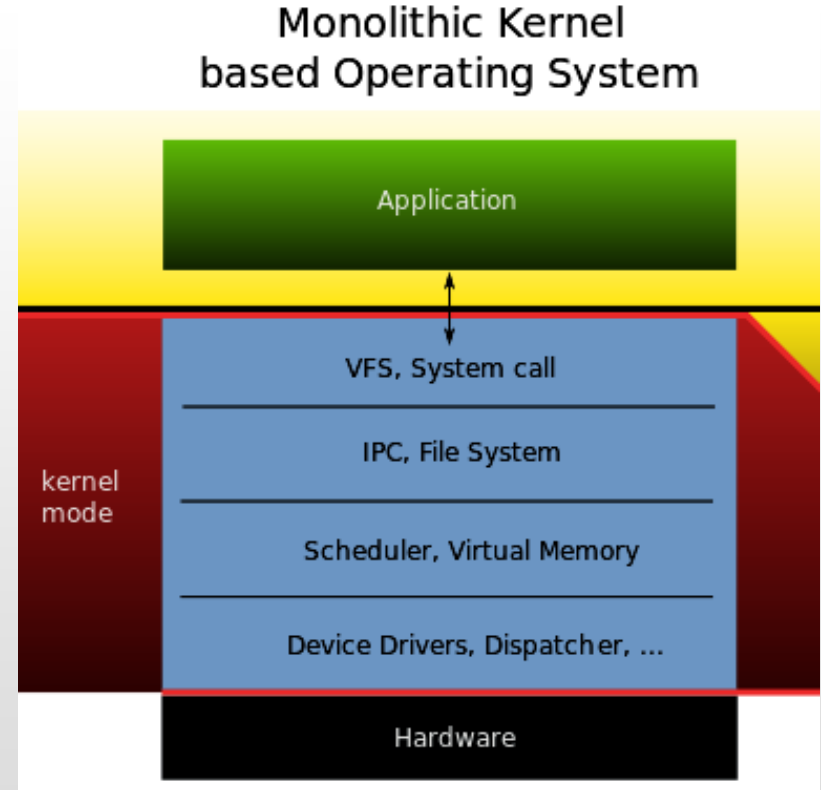 Monolithic Kernel
based Operating System
Application
VFS, System call
IPC, File System
kernel
mode
Scheduler, Virtual Memory
Device Drivers, Dispatcher, ...
Hardware